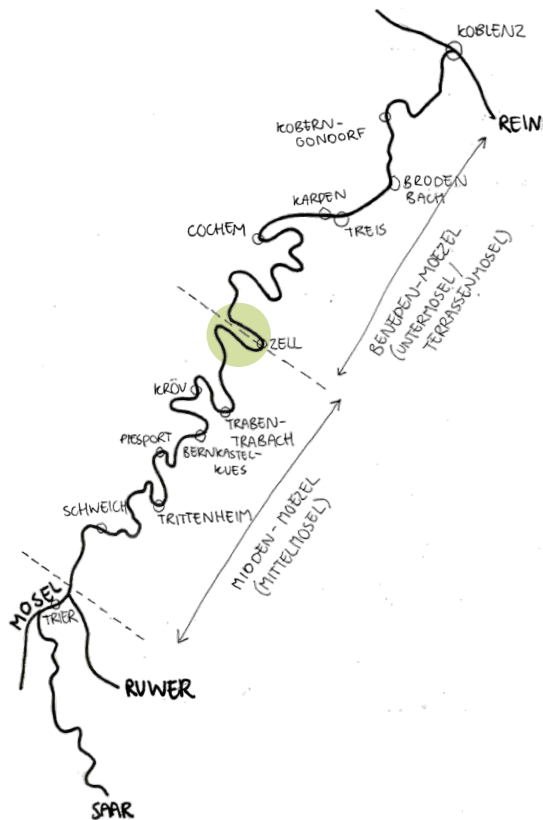 KOBLENZ
REIN
KOBERN-
GONDORF
BRODEN
BACH
KARDEN
TREIS
COCHEM
BENEDEN-MOEZEL
(UNTERMOSEL /
TERRASSENMOSEL)
ZELL
KRÖV
TRABEN-
TRABACH
PIESPORT
BERNKASTEL-
KUES
SCHWEICH
TRITTENHEIM
MIDDEN-MOEZEL
(MITTELMOSEL)
MOSEL
TRIER
RUWER
SAAR